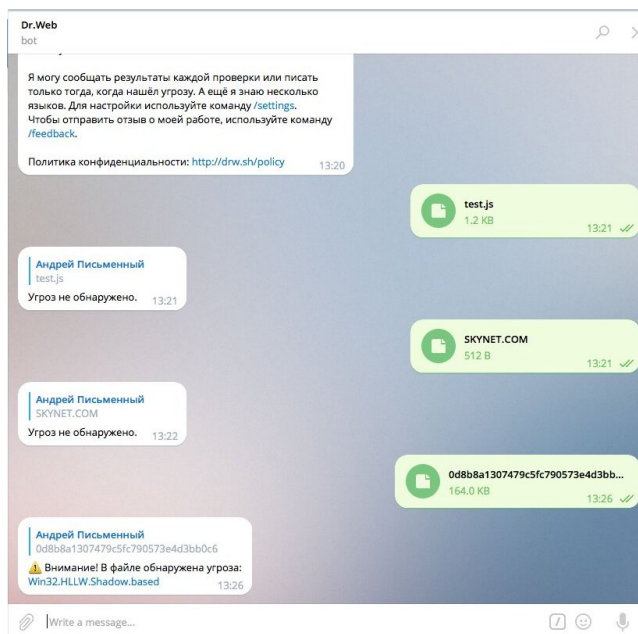 Dr.Web
bot
Я могу сообщать результаты каждой проверки или писать
только тогда, когда нашёл угрозу. А ещё я знаю несколько
языков. Для настройки используйте команду /settings.
Чтобы отправить отзыв о моей работе, используйте команду
/feedback.
Политика конфиденциальности: http://drw.sh/policy
13:20
test.js
1.2 KB
13:21
Андрей Письменный
test.js
Угроз не обнаружено.
13:21
SKYNET.COM
512 B
13:21
Андрей Письменный
SKYNET.COM
Угроз не обнаружено.
13:22
0d8b8a1307479c5fc790573e4d3bb...
164.0 KB
13:26
Андрей Письменный
0d8b8a1307479c5fc790573e4d3bb0c6
Внимание! В файле обнаружена угроза:
Win32.HLLW.Shadow.based
13:26
Write a message...